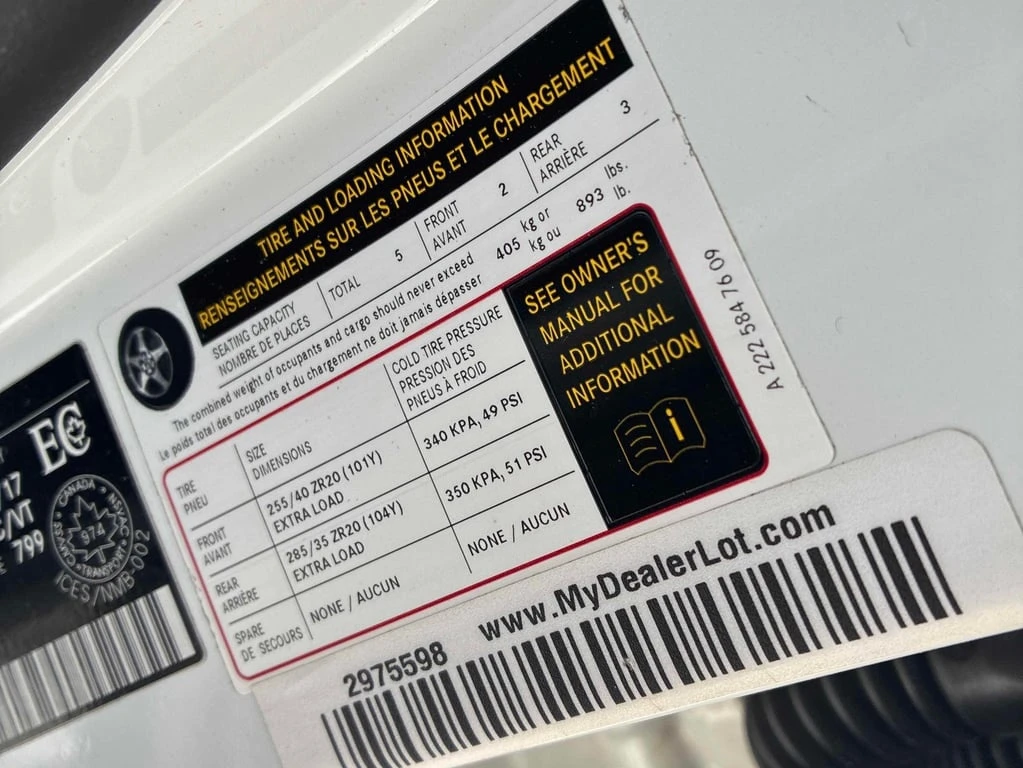 TIRE AND LOADING INFORMATION
RENSEIGNEMENTS SUR LES PNEUS ET LE CHARGEMENT
SEATING CAPACITY
NOMBRE DE PLACES
TOTAL 5
FRONT
AVANT
2
REAR
ARRIÈRE
3
The combined weight of occupants and cargo should never exceed 405 kg or 893 lbs.
Le poids total des occupants et du chargement ne doit jamais dépasser kg ou lb.
TIRE
PNEU
SIZE
DIMENSIONS
COLD TIRE PRESSURE
PRESSION DES
PNEUS À FROID
FRONT
AVANT
255/40 ZR20 (101Y)
EXTRA LOAD
340 KPA, 49 PSI
REAR
ARRIÈRE
285/35 ZR20 (104Y)
EXTRA LOAD
350 KPA, 51 PSI
SPARE
DE SECOURS
NONE / AUCUN
NONE / AUCUN
SEE OWNER'S
MANUAL FOR
ADDITIONAL
INFORMATION
i
A 222 584 76 09
EC
/17
799
CANADA
974
TRANSPORT
ICES/NMB-002
www.MyDealerLot.com
2975598